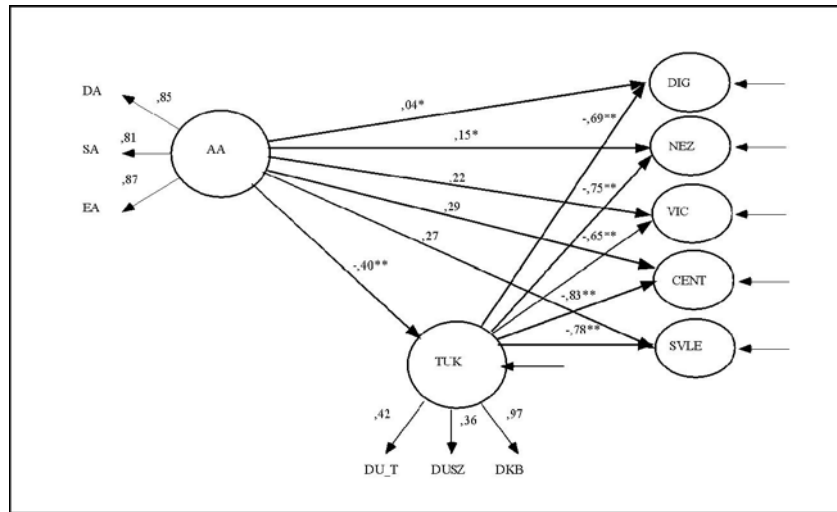 DA
,85
SA
,81
EA
,87
AA
,04*
,15*
,22
,29
,27
-,40**
-,69**
-,75**
-,65**
-,83**
-,78**
DIG
NEZ
VIC
CENT
SVLE
TUK
,42
,36
,97
DU_T
DUSZ
DKB